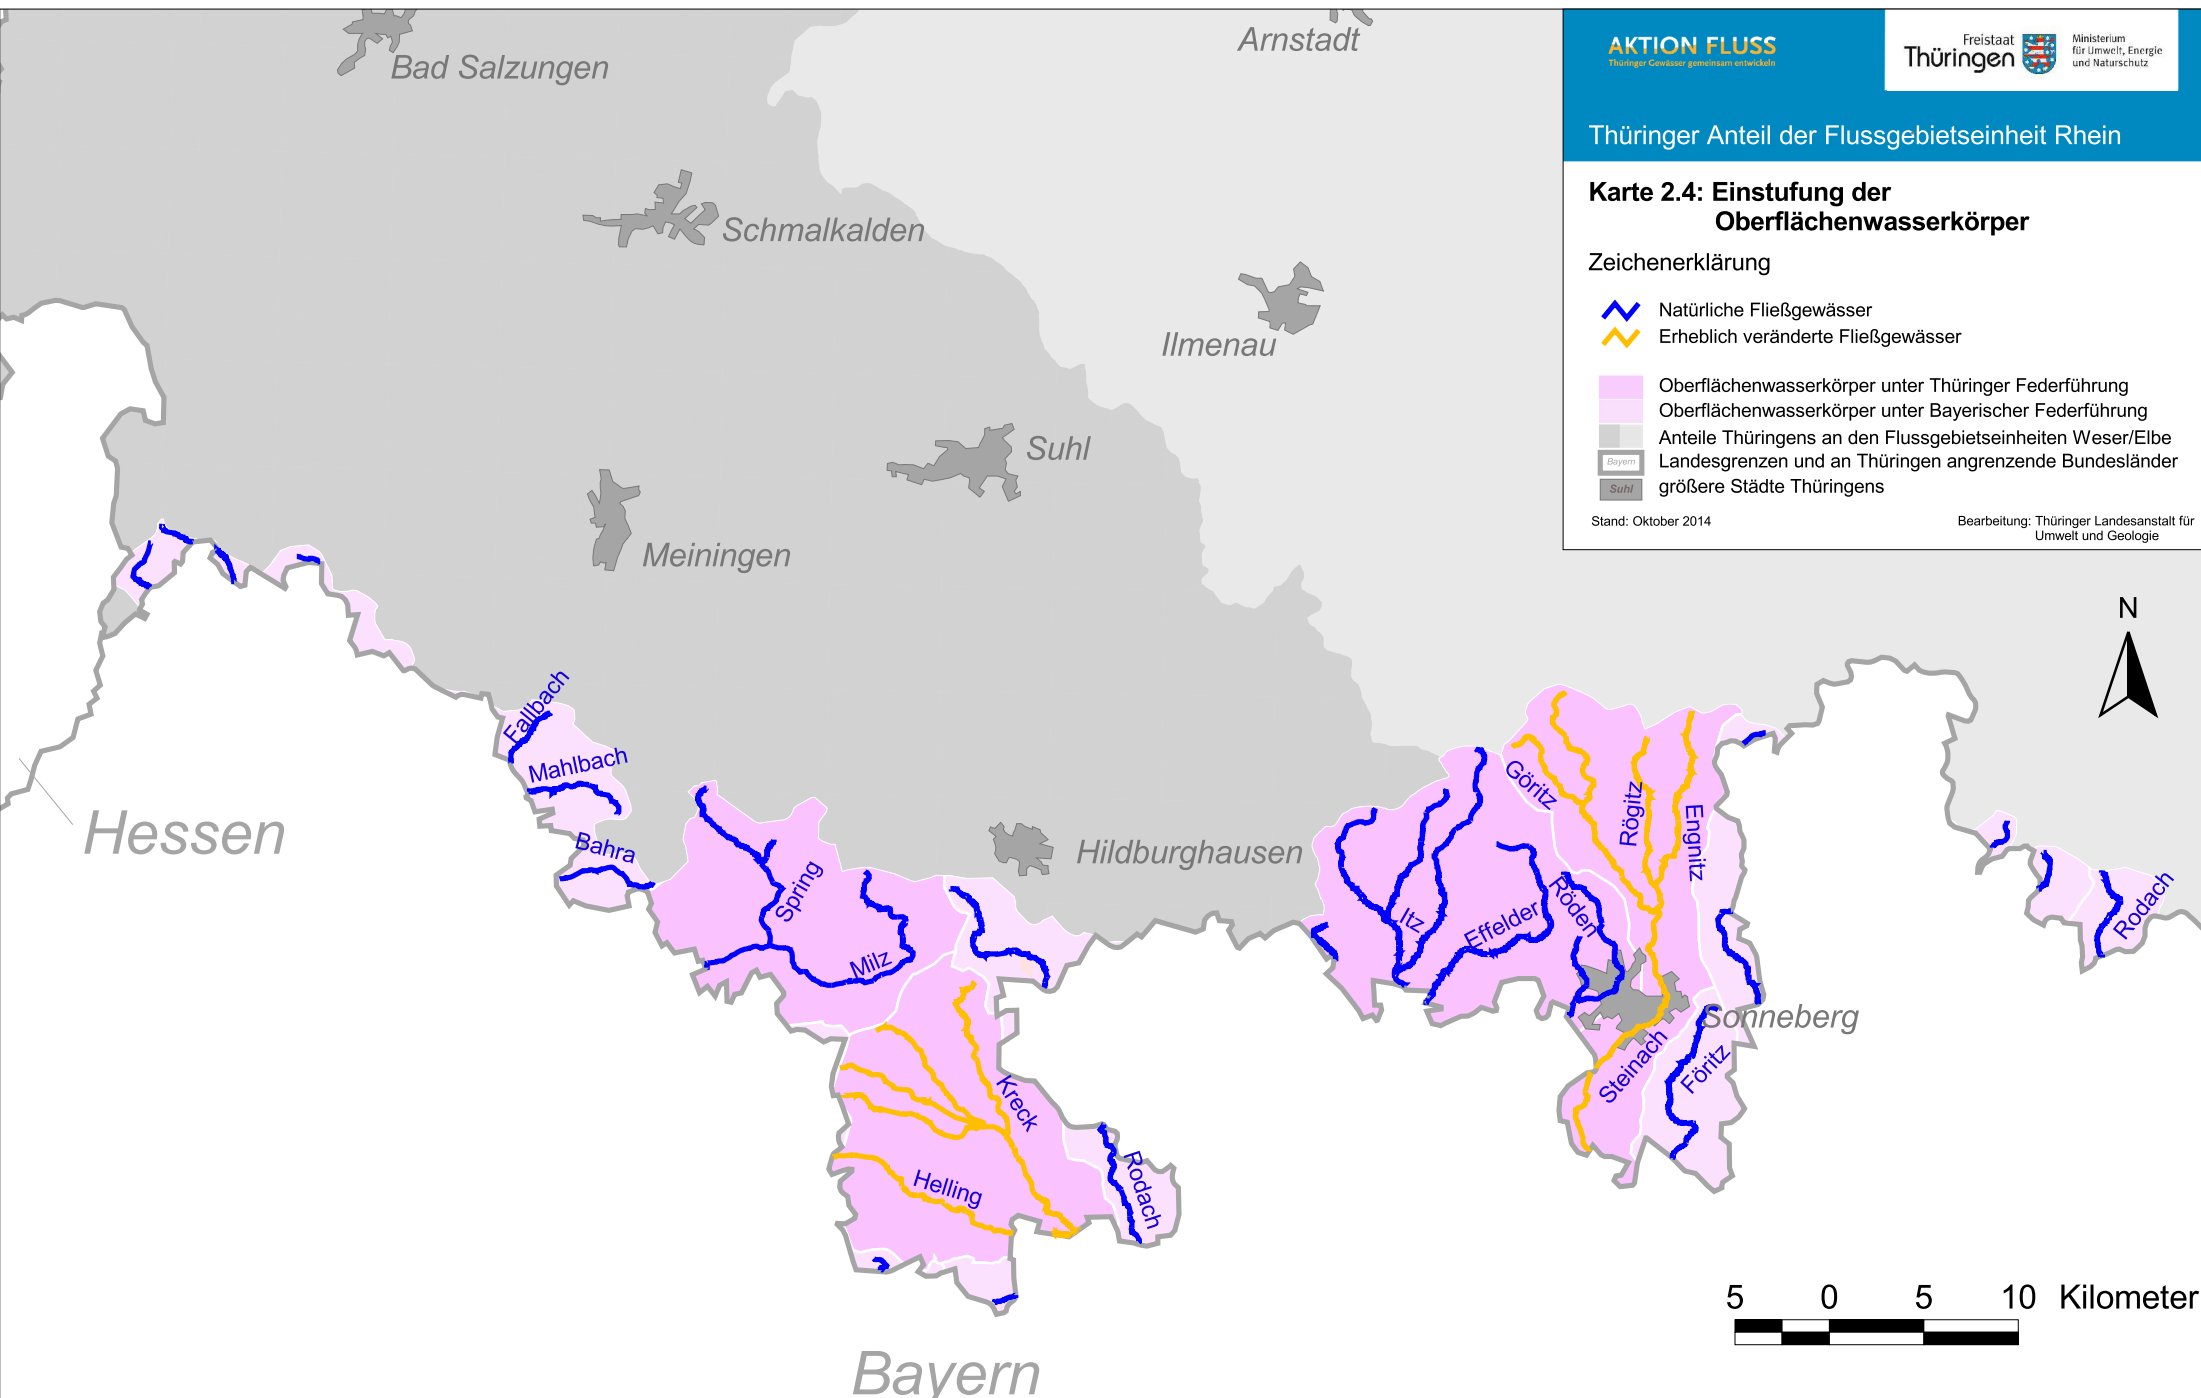 Bad Salzungen
Arnstadt
AKTION FLUSS
Thüringer Gewässer gemeinsam entwickeln
Freistaat
Thüringen
Ministerium
für Umwelt, Energie
und Naturschutz
Thüringer Anteil der Flussgebietseinheit Rhein
Karte 2.4: Einstufung der
Oberflächenwasserkörper
Zeichenerklärung
Natürliche Fließgewässer
Erheblich veränderte Fließgewässer
Oberflächenwasserkörper unter Thüringer Federführung
Oberflächenwasserkörper unter Bayerischer Federführung
Anteile Thüringens an den Flussgebietseinheiten Weser/Elbe
Bayern
Landesgrenzen und an Thüringen angrenzende Bundesländer
Suhl
größere Städte Thüringens
Stand: Oktober 2014
Bearbeitung: Thüringer Landesanstalt für
Umwelt und Geologie
Schmalkalden
Ilmenau
Suhl
Meiningen
N
Fallbach
Mahlbach
Bahra
Hessen
Spring
Milz
Hildburghausen
Itz
Effelder
Röden
Göritz
Rögitz
Engnitz
Rodach
Sonneberg
Steinach
Föritz
Kreck
Helling
Rodach
5 0 5 10 Kilometer
Bayern